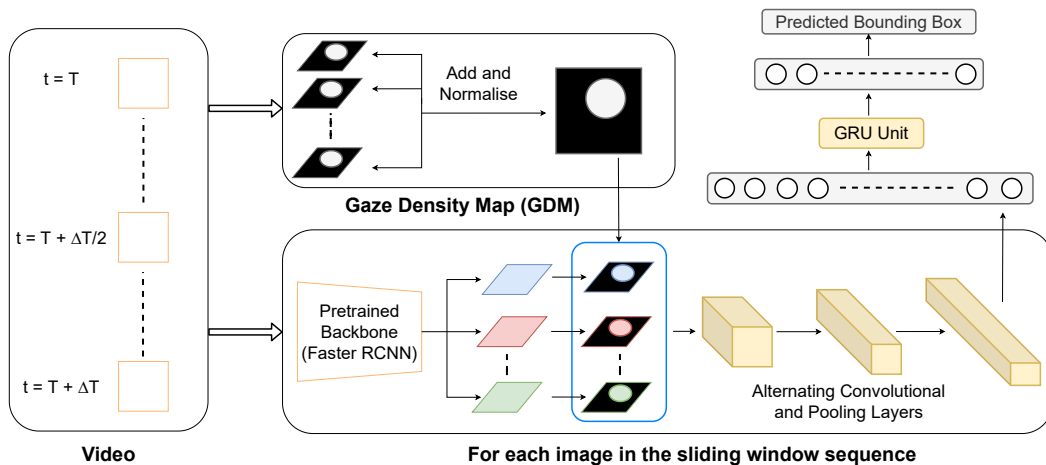 t = T
t = T + ΔT/2
t = T + ΔT
Video
Add and
Normalise
Gaze Density Map (GDM)
Predicted Bounding Box
GRU Unit
Pretrained
Backbone
(Faster RCNN)
Alternating Convolutional
and Pooling Layers
For each image in the sliding window sequence